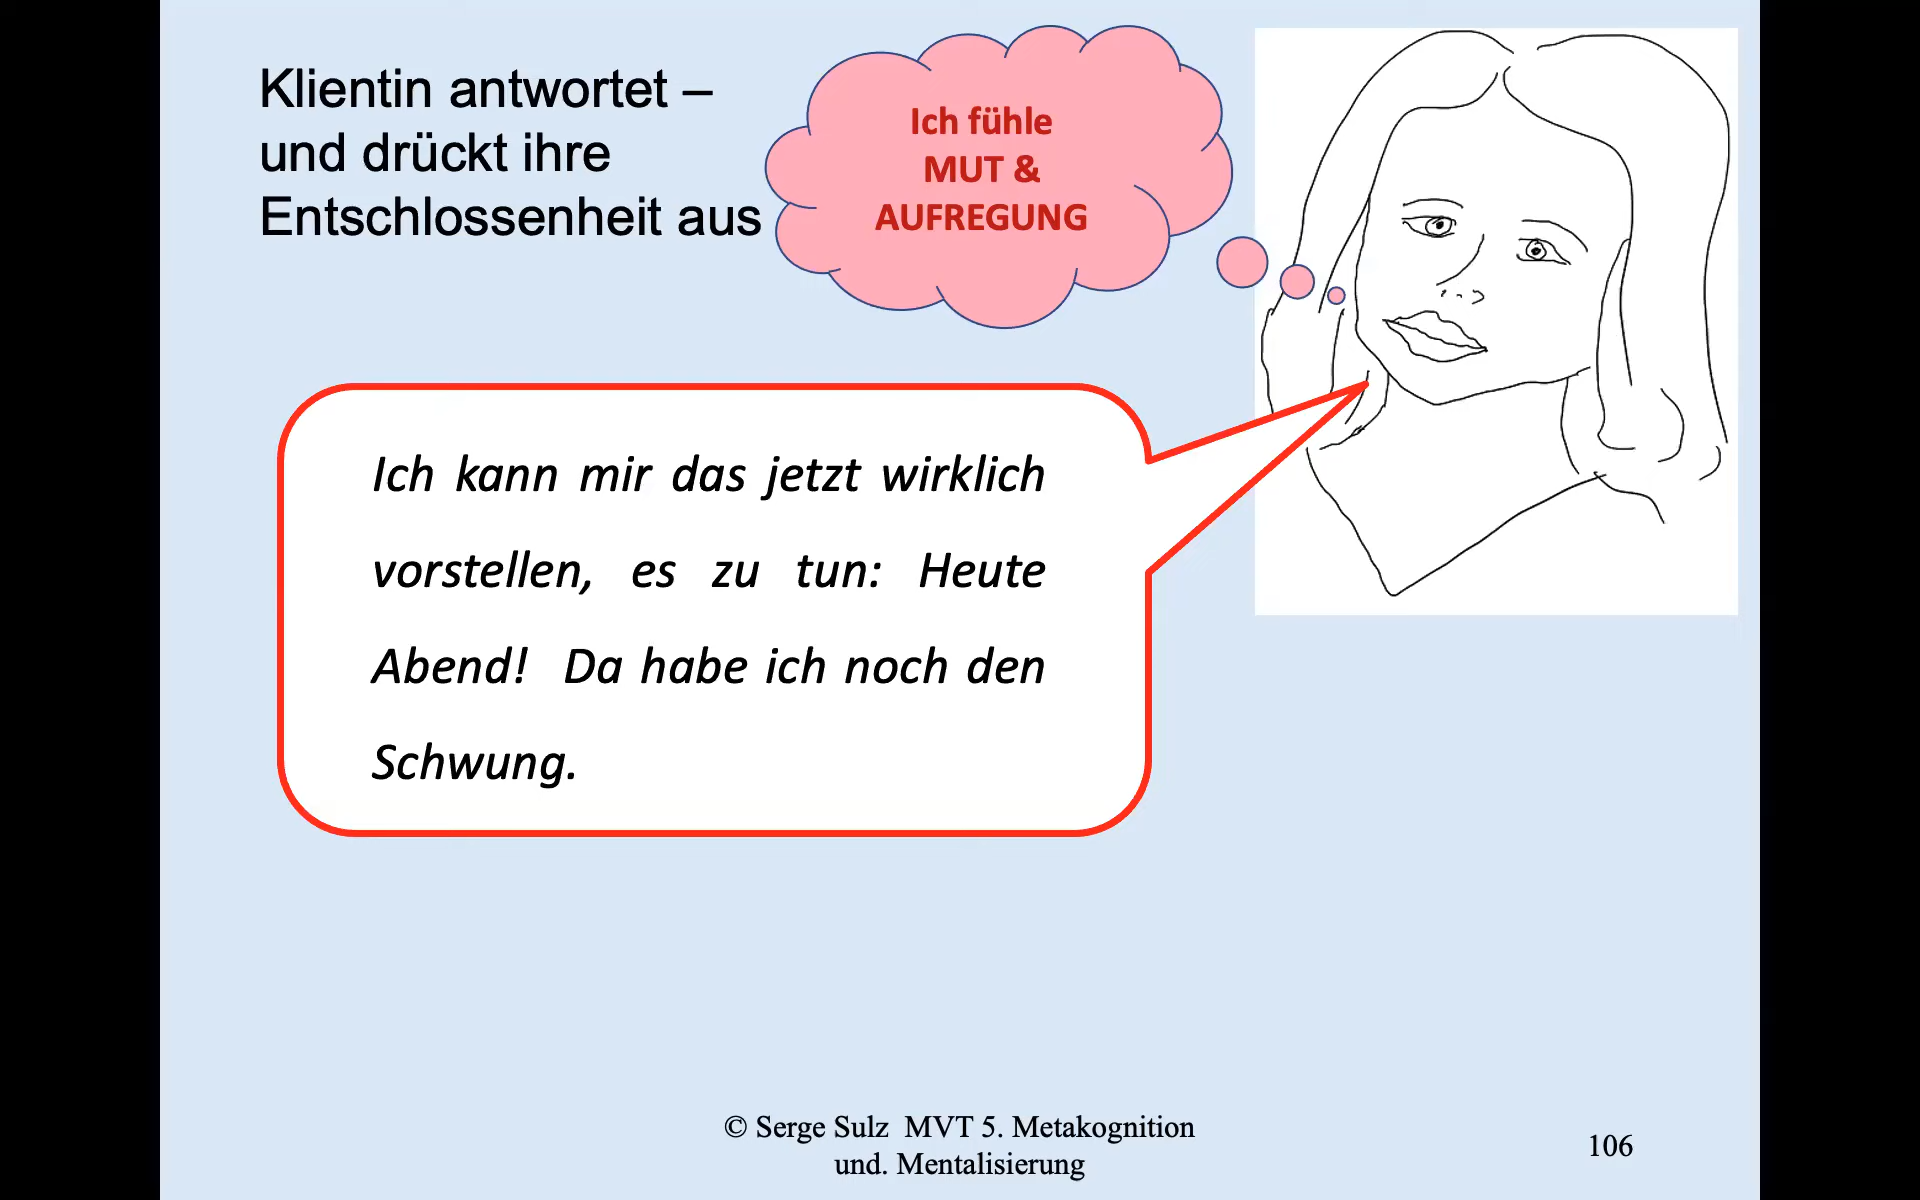 Klientin antwortet –
und drückt ihre
Entschlossenheit aus
Ich fühle
MUT &
AUFREGUNG
Ich kann mir das jetzt wirklich
vorstellen, es zu tun: Heute
Abend!  Da habe ich noch den
Schwung.
© Serge Sulz  MVT 5. Metakognition
und. Mentalisierung
106